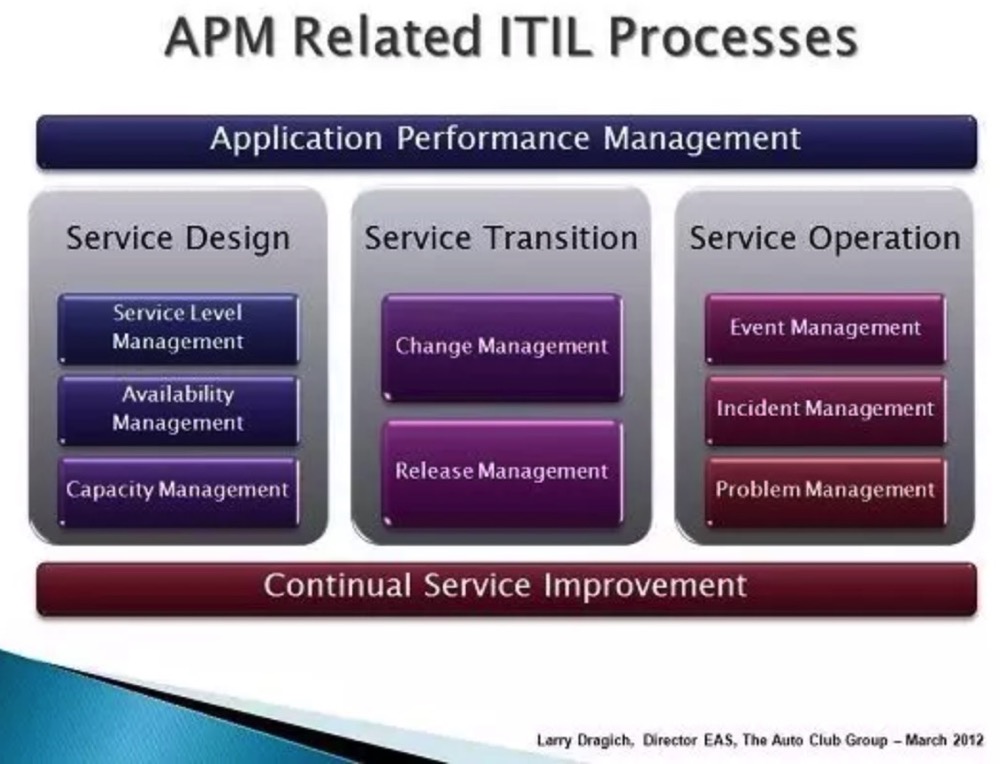 APM Related ITIL Processes
Application Performance Management
Service Design
Service Level
Management
Availability
Management
Capacity Management
Service Transition
Change Management
Release Management
Service Operation
Event Management
Incident Management
Problem Management
Continual Service Improvement
Larry Dragich, Director EAS, The Auto Club Group – March 2012